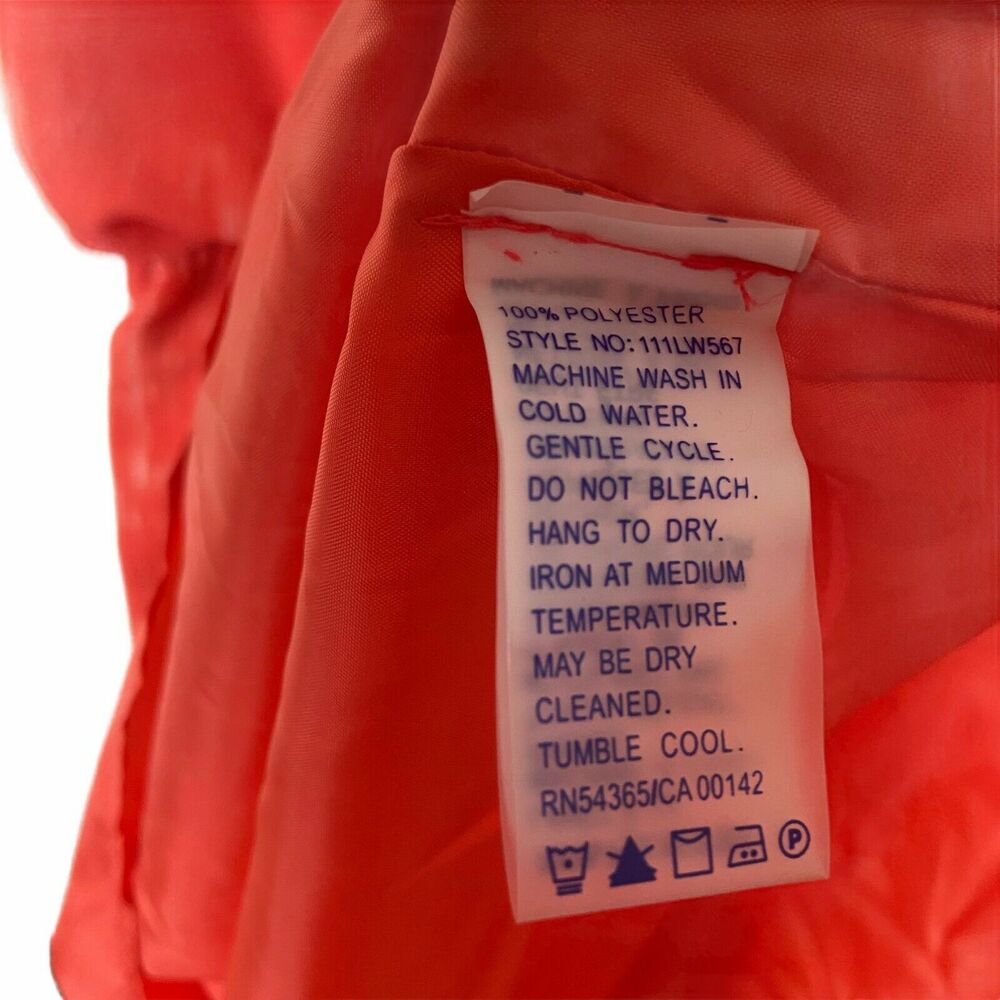 100% POLYESTER
STYLE NO: 111LW567
MACHINE WASH IN
COLD WATER.
GENTLE CYCLE.
DO NOT BLEACH.
HANG TO DRY.
IRON AT MEDIUM
TEMPERATURE.
MAY BE DRY
CLEANED.
TUMBLE COOL.
RN54365/CA 00142
P